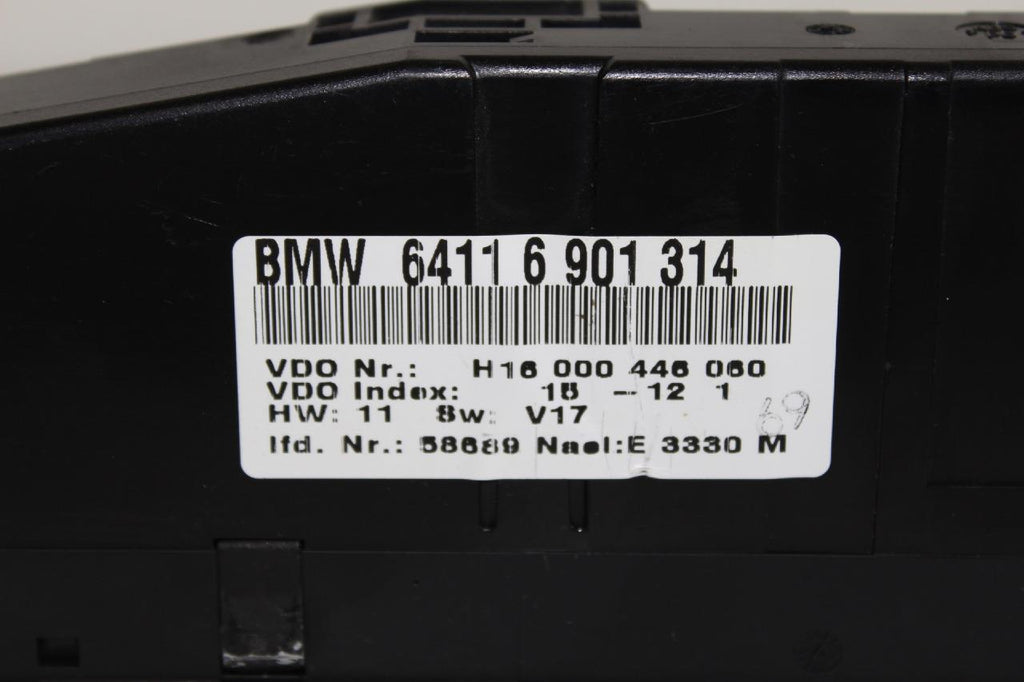 BMW 6411 6 901 314
VDO Nr.: H16 000 446 060
VDO Index: 15 -12 1
HW: 11 Sw: V17
lfd. Nr.: 58689 Nael:E 3330 M
69